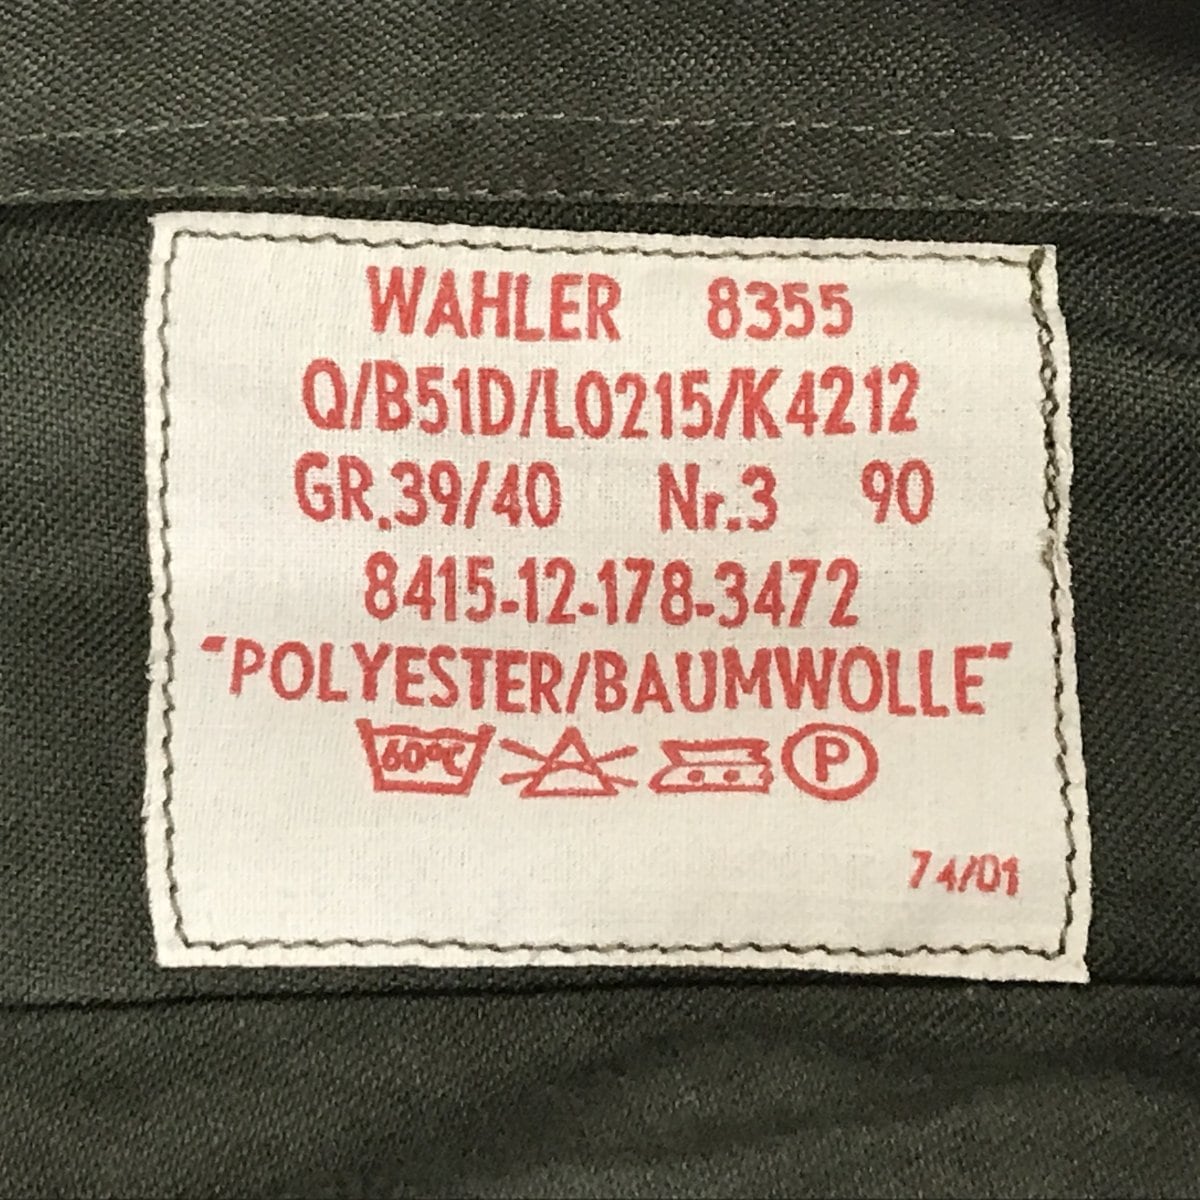 WAHLER 8355
Q/B51D/L0215/K4212
GR.39/40 Nr.3 90
8415-12-178-3472
"POLYESTER/BAUMWOLLE"
60°C P
74/01